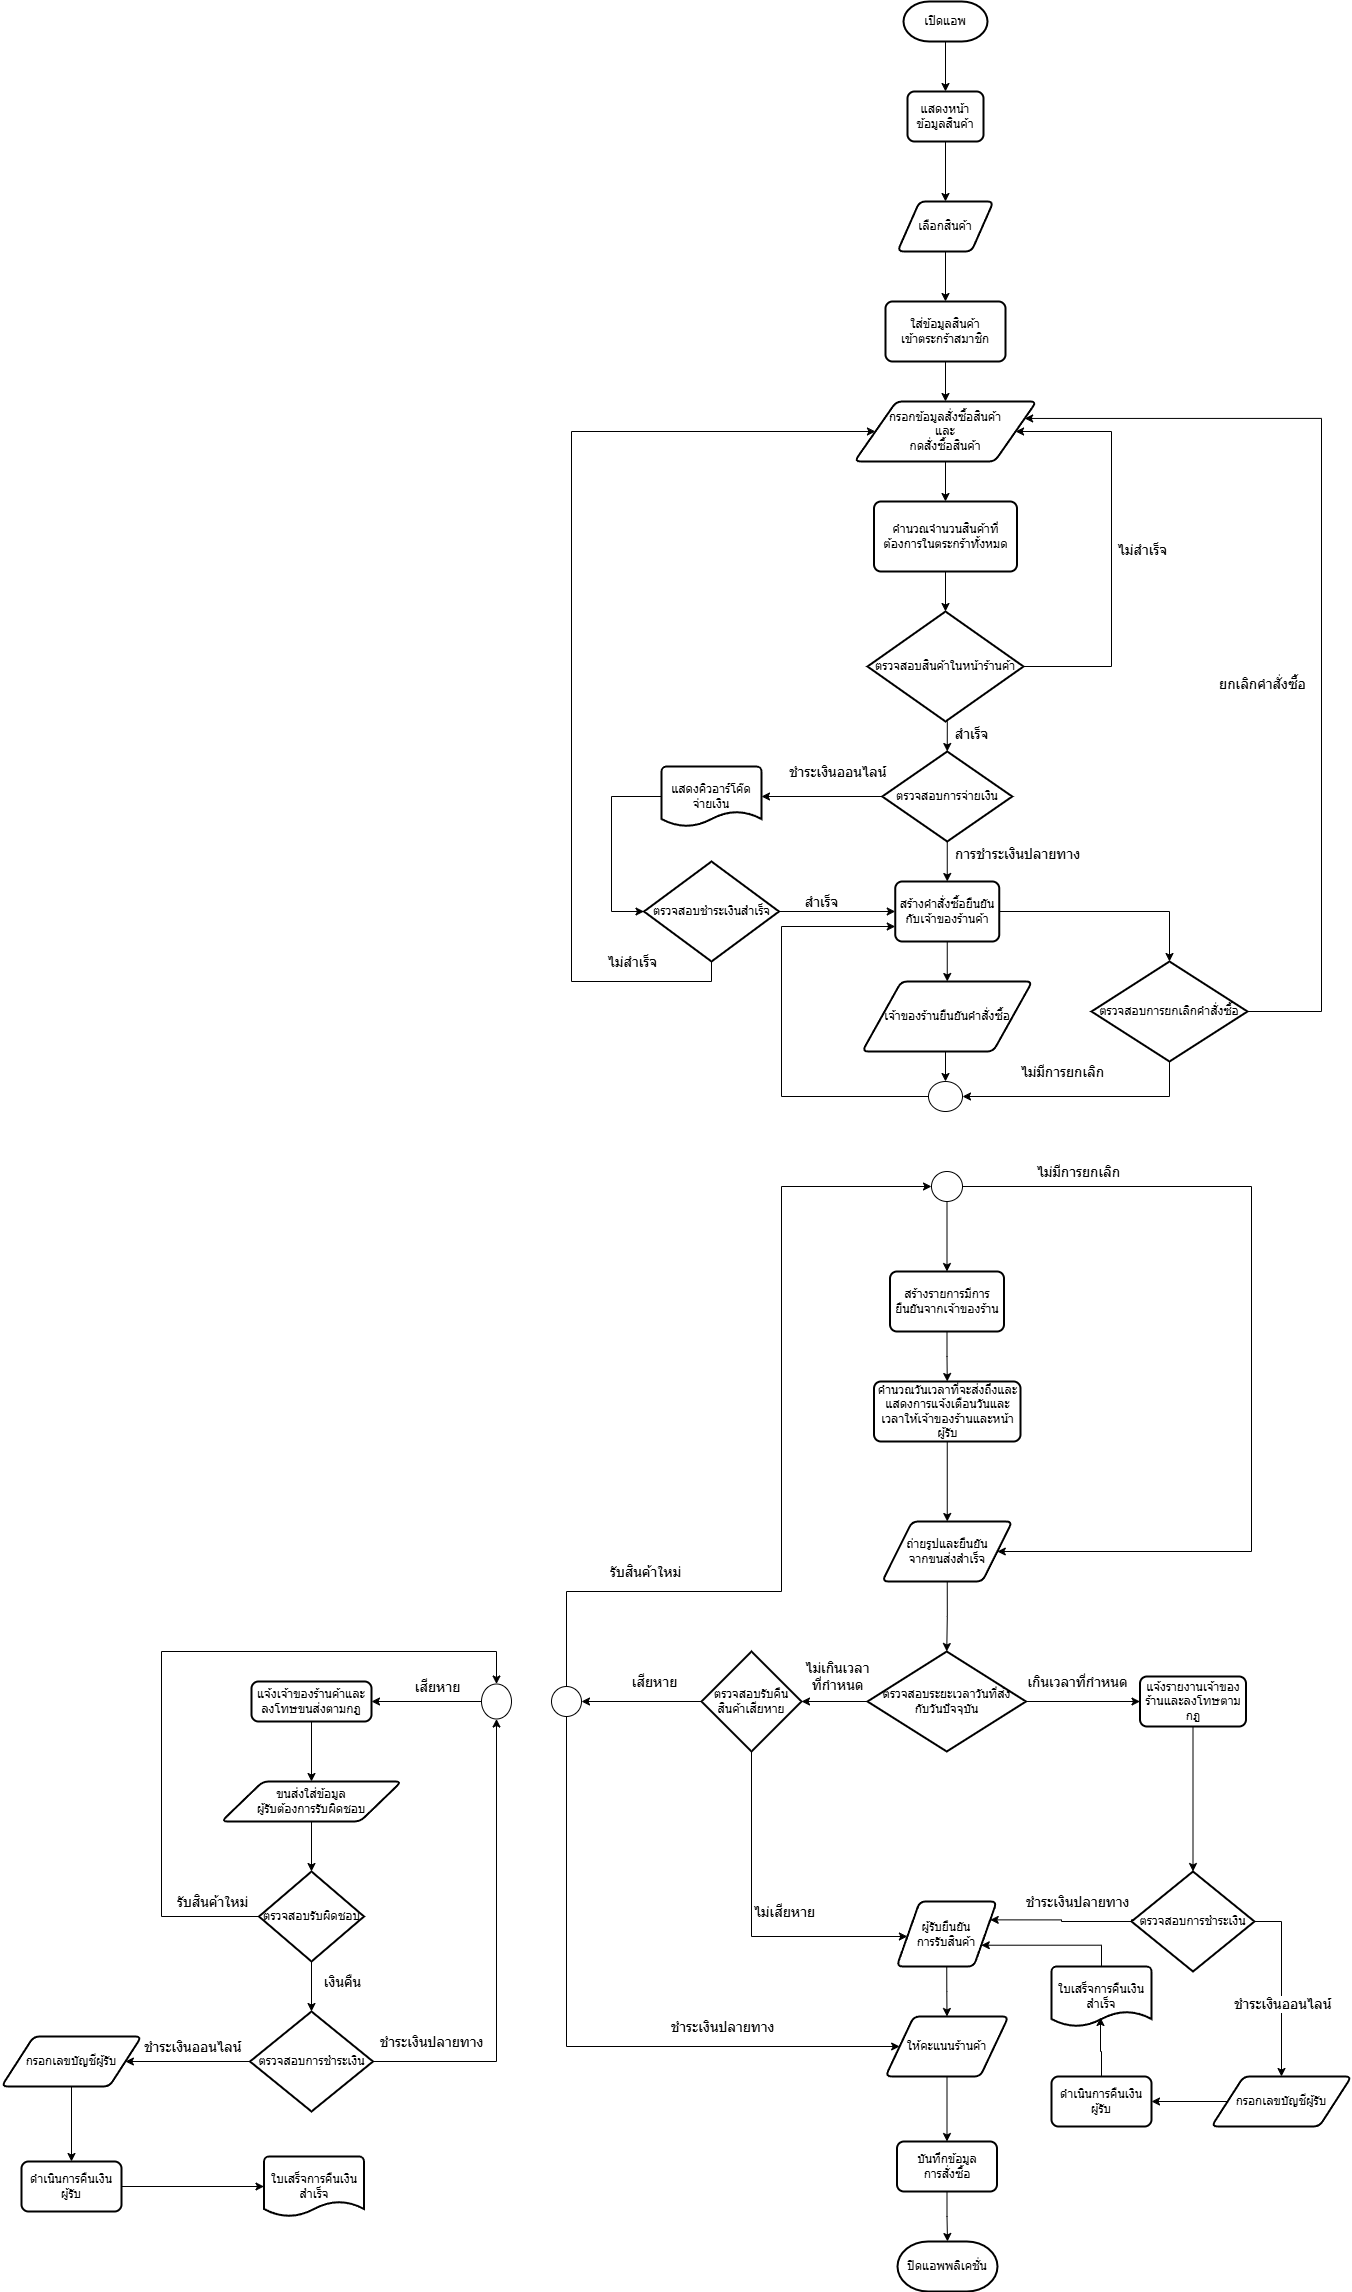 เปิดแอพ
แสดงหน้า
ข้อมูลสินค้า
เลือกสินค้า
ใส่ข้อมูลสินค้า
เข้าตระกร้าสมาชิก
กรอกข้อมูลสั่งซื้อสินค้า
และ
กดสั่งซื้อสินค้า
คำนวณจำนวนสินค้าที่
ต้องการในตระกร้าทั้งหมด
ไม่สำเร็จ
ตรวจสอบสินค้าในหน้าร้านค้า
ยกเลิกคำสั่งซื้อ
สำเร็จ
ชำระเงินออนไลน์
แสดงคิวอาร์โค๊ด
จ่ายเงิน
ตรวจสอบการจ่ายเงิน
การชำระเงินปลายทาง
ตรวจสอบชำระเงินสำเร็จ
สำเร็จ
สร้างคำสั่งซื้อยืนยัน
กับเจ้าของร้านค้า
ไม่สำเร็จ
เจ้าของร้านยืนยันคำสั่งซื้อ
ตรวจสอบการยกเลิกคำสั่งซื้อ
ไม่มีการยกเลิก
ไม่มีการยกเลิก
สร้างรายการมีการ
ยืนยันจากเจ้าของร้าน
คำนวณวันเวลาที่จะส่งถึงและ
แสดงการแจ้งเตือนวันและ
เวลาให้เจ้าของร้านและหน้า
ผู้รับ
ถ่ายรูปและยืนยัน
จากขนส่งสำเร็จ
รับสินค้าใหม่
แจ้งเจ้าของร้านค้าและ
ลงโทษขนส่งตามกฎ
เสียหาย
เสียหาย
ตรวจสอบรับคืน
สินค้าเสียหาย
ไม่เกินเวลา
ที่กำหนด
ตรวจสอบระยะเวลาวันที่ส่ง
กับวันปัจจุบัน
เกินเวลาที่กำหนด
แจ้งรายงานเจ้าของ
ร้านและลงโทษตาม
กฎ
ขนส่งใส่ข้อมูล
ผู้รับต้องการรับผิดชอบ
รับสินค้าใหม่
ตรวจสอบรับผิดชอบ
ไม่เสียหาย
ผู้รับยืนยัน
การรับสินค้า
ชำระเงินปลายทาง
ตรวจสอบการชำระเงิน
เงินคืน
ใบเสร็จการคืนเงิน
สำเร็จ
ชำระเงินออนไลน์
กรอกเลขบัญชีผู้รับ
ชำระเงินออนไลน์
ตรวจสอบการชำระเงิน
ชำระเงินปลายทาง
ชำระเงินปลายทาง
ให้คะแนนร้านค้า
ดำเนินการคืนเงิน
ผู้รับ
กรอกเลขบัญชีผู้รับ
ดำเนินการคืนเงิน
ผู้รับ
ใบเสร็จการคืนเงิน
สำเร็จ
บันทึกข้อมูล
การสั่งซื้อ
ปิดแอพพลิเคชั่น